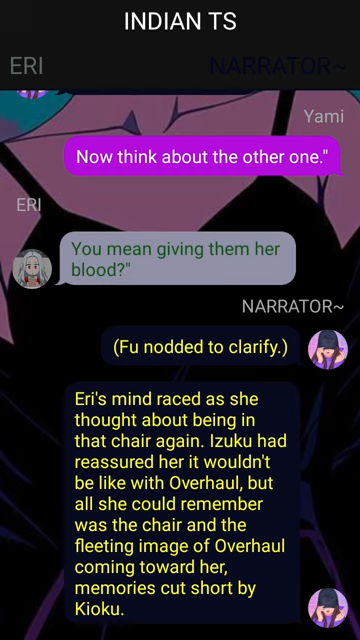 INDIAN TS
ERI
NARRATOR~
Yami
Now think about the other one."
ERI
You mean giving them her
blood?"
NARRATOR~
(Fu nodded to clarify.)
Eri's mind raced as she
thought about being in
that chair again. Izuku had
reassured her it wouldn't
be like with Overhaul, but
all she could remember
was the chair and the
fleeting image of Overhaul
coming toward her,
memories cut short by
Kioku.